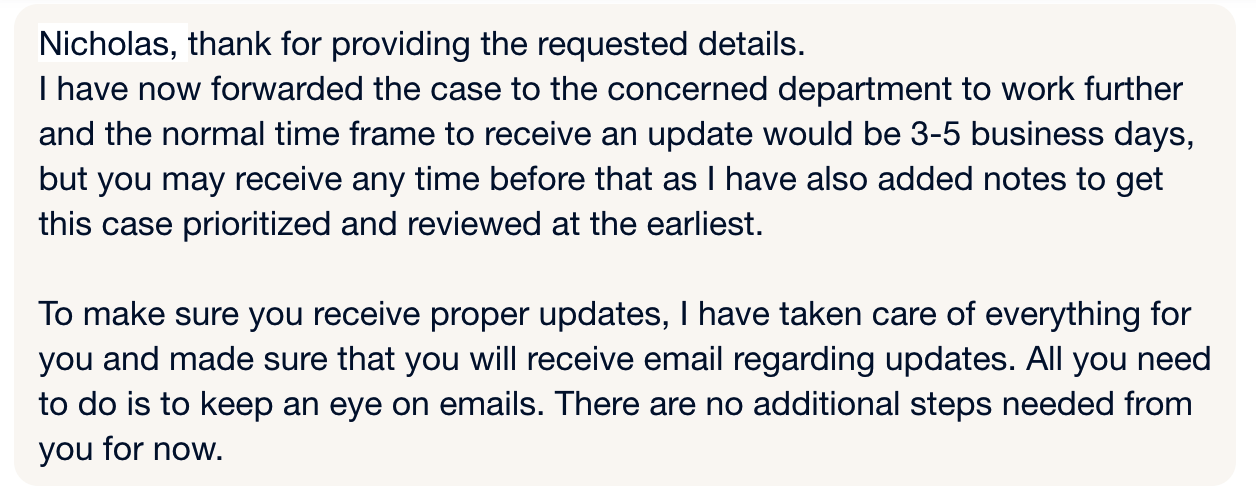 Nicholas, thank for providing the requested details.
I have now forwarded the case to the concerned department to work further
and the normal time frame to receive an update would be 3-5 business days,
but you may receive any time before that as I have also added notes to get
this case prioritized and reviewed at the earliest.
To make sure you receive proper updates, I have taken care of everything for
you and made sure that you will receive email regarding updates. All you need
to do is to keep an eye on emails. There are no additional steps needed from
you for now.